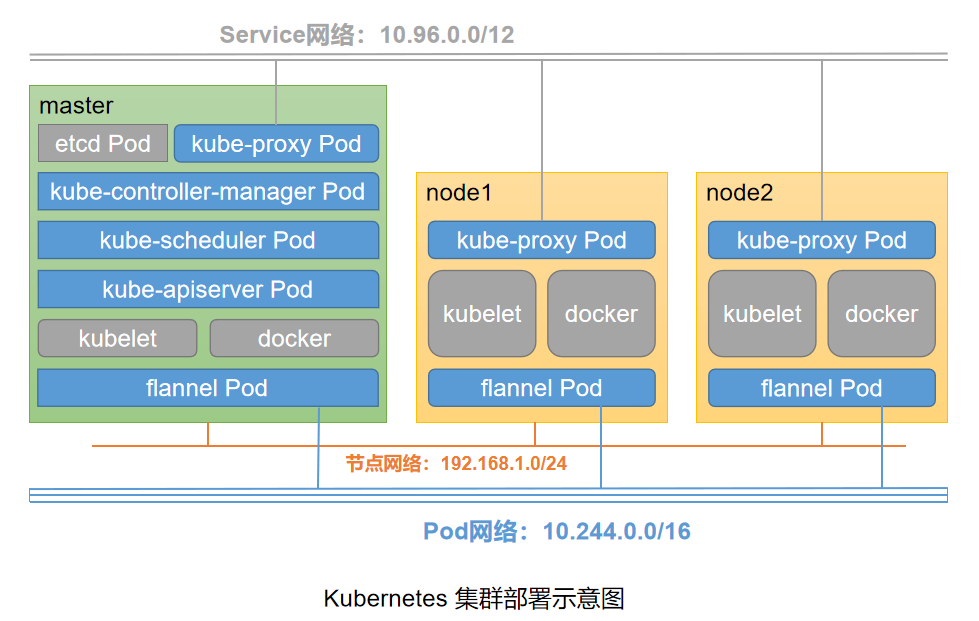 Service网络：10.96.0.0/12
master
etcd Pod
kube-proxy Pod
kube-controller-manager Pod
kube-scheduler Pod
kube-apiserver Pod
kubelet
docker
flannel Pod
node1
kube-proxy Pod
kubelet
docker
flannel Pod
node2
kube-proxy Pod
kubelet
docker
flannel Pod
节点网络：192.168.1.0/24
Pod网络：10.244.0.0/16
Kubernetes 集群部署示意图